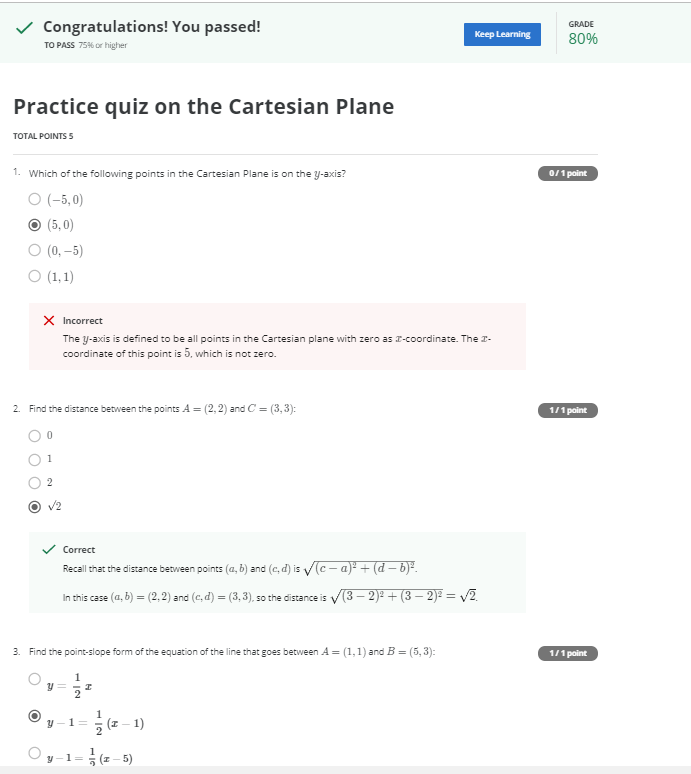 Congratulations! You passed!
TO PASS 75% or higher
Keep Learning
GRADE
80%
Practice quiz on the Cartesian Plane
TOTAL POINTS 5
1. Which of the following points in the Cartesian Plane is on the y-axis?
0 / 1 point
(−5, 0)
(5, 0)
(0, −5)
(1, 1)
Incorrect
The y-axis is defined to be all points in the Cartesian plane with zero as x-coordinate. The x-
coordinate of this point is 5, which is not zero.
2. Find the distance between the points A = (2, 2) and C = (3, 3):
1 / 1 point
0
1
2
√2
Correct
Recall that the distance between points (a, b) and (c, d) is √(c − a)² + (d − b)².
In this case (a, b) = (2, 2) and (c, d) = (3, 3), so the distance is √(3 − 2)² + (3 − 2)² = √2.
3. Find the point-slope form of the equation of the line that goes between A = (1, 1) and B = (5, 3):
1 / 1 point
y = 1/2 x
y − 1 = 1/2 (x − 1)
y − 1 = 1/2 (x − 5)